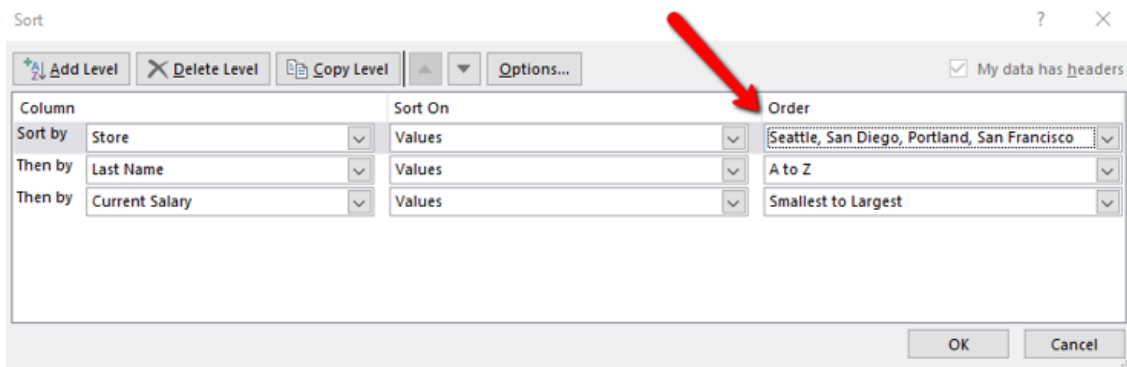 Sort ?
Add Level Delete Level Copy Level Options... My data has headers
Column Sort On Order
Sort by Store Values Seattle, San Diego, Portland, San Francisco
Then by Last Name Values A to Z
Then by Current Salary Values Smallest to Largest
OK Cancel